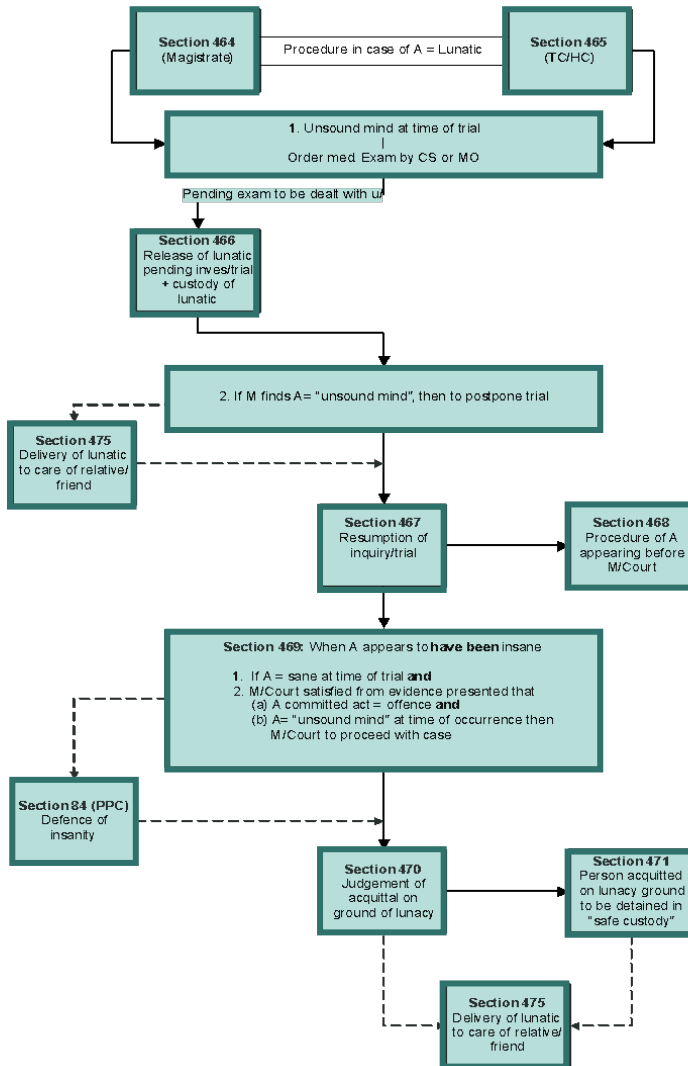 Section 464
(Magistrate)
Procedure in case of A = Lunatic
Section 465
(TC/HC)
1. Unsound mind at time of trial
|
Order med. Exam by CS or MO
Pending exam to be dealt with u/
Section 466
Release of lunatic
pending inves/trial
+ custody of
lunatic
2. If M finds A= "unsound mind", then to postpone trial
Section 475
Delivery of lunatic
to care of relative/
friend
Section 467
Resumption of
inquiry/trial
Section 468
Procedure of A
appearing before
M/Court
Section 469: When A appears to have been insane
1. If A = sane at time of trial and
2. M/Court satisfied from evidence presented that
(a) A committed act = offence and
(b) A= "unsound mind" at time of occurrence then
M/Court to proceed with case
Section 84 (PPC)
Defence of
insanity
Section 470
Judgement of
acquittal on
ground of lunacy
Section 471
Person acquitted
on lunacy ground
to be detained in
"safe custody"
Section 475
Delivery of lunatic
to care of relative/
friend